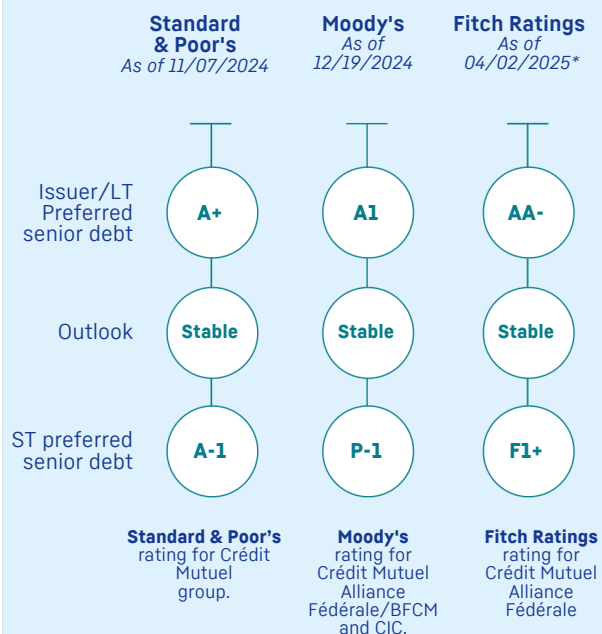 Standard
& Poor's
As of 11/07/2024
Moody's
As of
12/19/2024
Fitch Ratings
As of
04/02/2025*
Issuer/LT
Preferred
senior debt
A+
A1
AA-
Outlook
Stable
Stable
Stable
ST preferred
senior debt
A-1
P-1
F1+
Standard & Poor’s
rating for Crédit
Mutuel
group.
Moody's
rating for
Crédit Mutuel
Alliance
Fédérale/BFCM
and CIC.
Fitch Ratings
rating for
Crédit Mutuel
Alliance
Fédérale